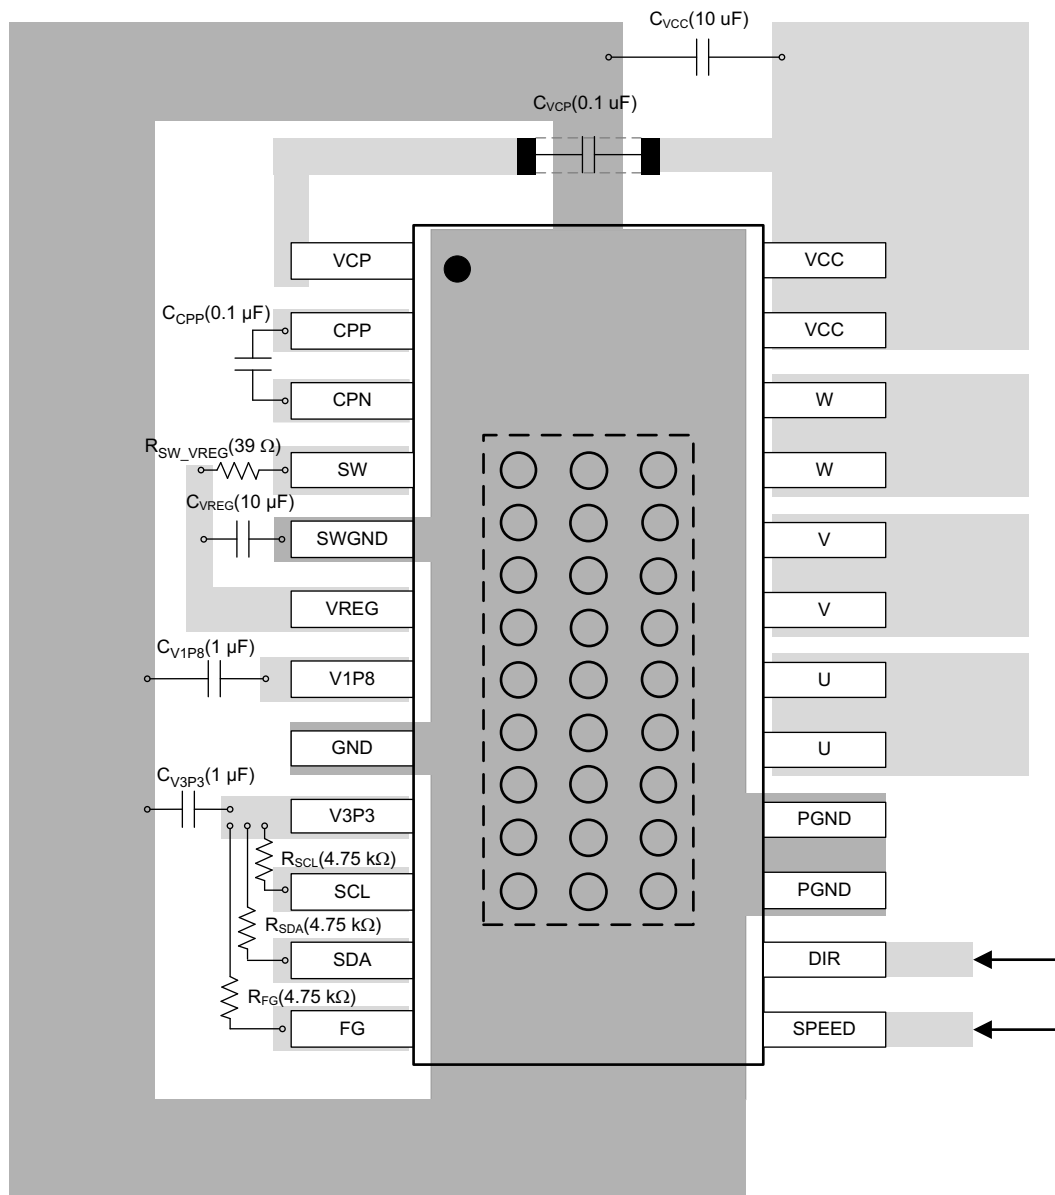 CVCC(10 uF)
CVCP(0.1 uF)
VCP
VCC
CCPP(0.1 µF)
CPP
VCC
CPN
W
RSW_VREG(39 Ω)
SW
W
CVREG(10 µF)
SWGND
V
VREG
V
CV1P8(1 µF)
V1P8
U
GND
U
CV3P3(1 µF)
V3P3
PGND
RSCL(4.75 kΩ)
SCL
PGND
RSDA(4.75 kΩ)
SDA
DIR
RFG(4.75 kΩ)
FG
SPEED